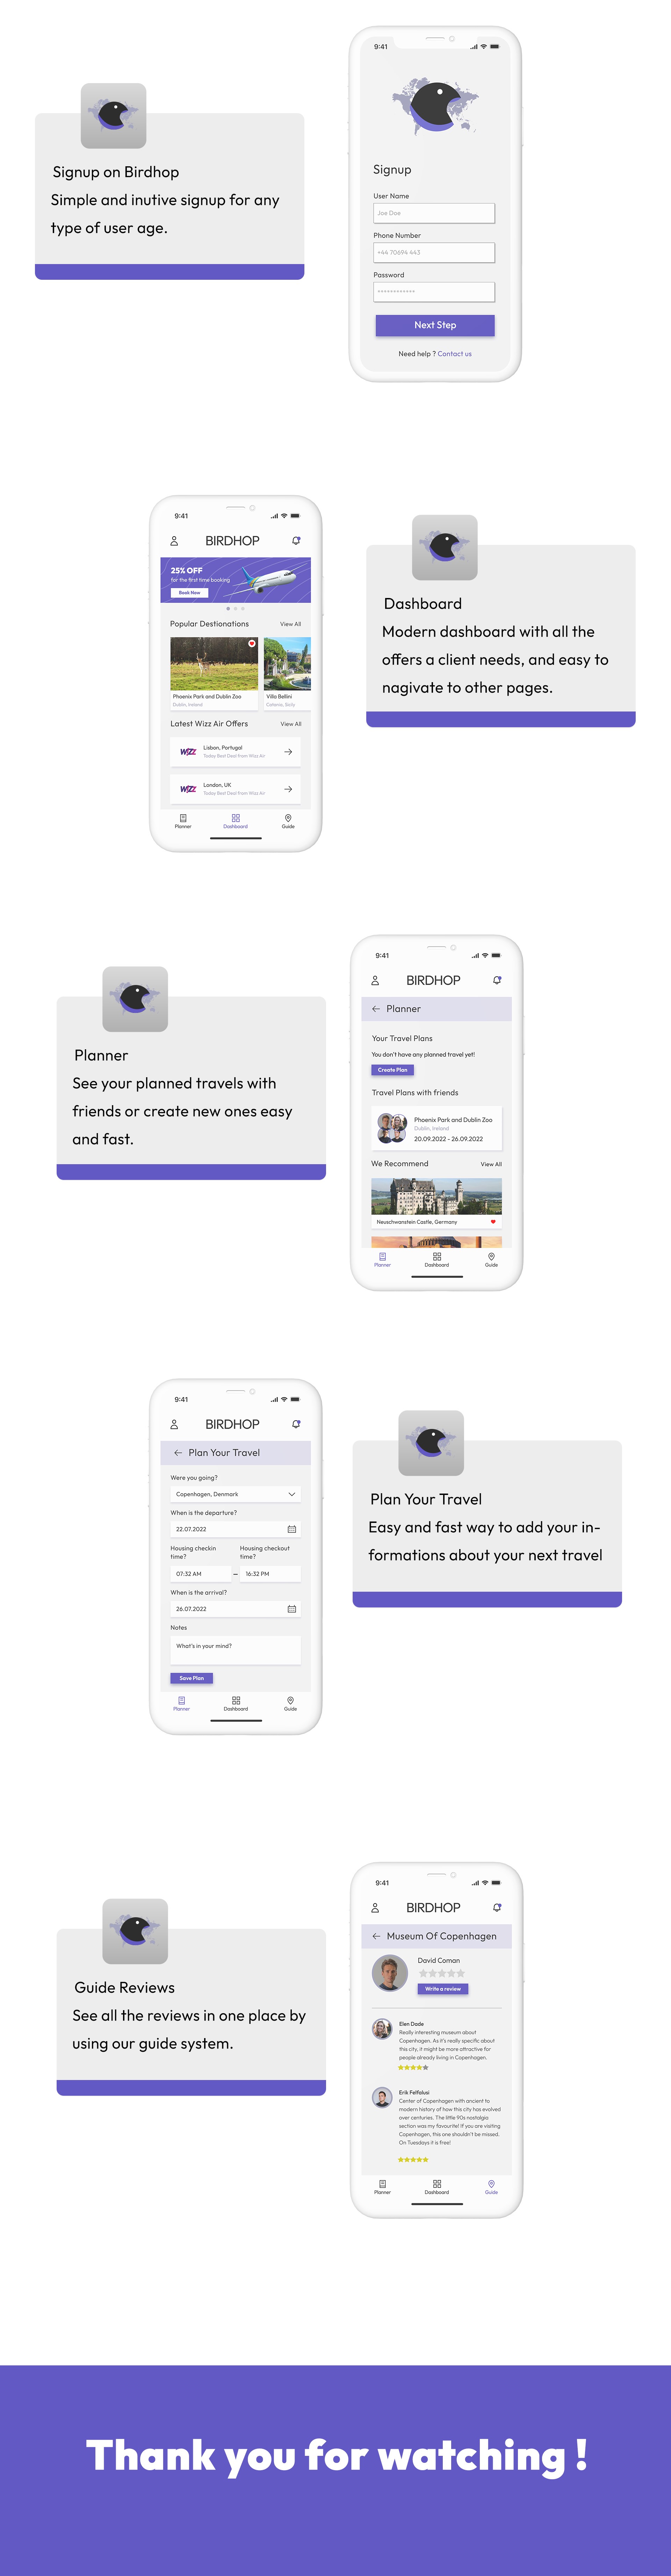 Signup on Birdhop
Simple and inutive signup for any
type of user age.
9:41
Signup
User Name
Joe Doe
Phone Number
+44 70694 443
Password
************
Next Step
Need help ? Contact us
9:41
BIRDHOP
25% OFF
for the first time booking
Book Now
Popular Destionations View All
Phoenix Park and Dublin Zoo
Dublin, Ireland
Villa Bellini
Catania, Sicily
Latest Wizz Air Offers View All
WIZZ
Lisbon, Portugal
Today Best Deal from Wizz Air
WIZZ
London, UK
Today Best Deal from Wizz Air
Planner Dashboard Guide
Dashboard
Modern dashboard with all the
offers a client needs, and easy to
nagivate to other pages.
Planner
See your planned travels with
friends or create new ones easy
and fast.
9:41
BIRDHOP
Planner
Your Travel Plans
You don't have any planned travel yet!
Create Plan
Travel Plans with friends
Phoenix Park and Dublin Zoo
Dublin, Ireland
20.09.2022 - 26.09.2022
We Recommend View All
Neuschwanstein Castle, Germany
Planner Dashboard Guide
9:41
BIRDHOP
Plan Your Travel
Were you going?
Copenhagen, Denmark
When is the departure?
22.07.2022
Housing checkin
time?
Housing checkout
time?
07:32 AM – 16:32 PM
When is the arrival?
26.07.2022
Notes
What's in your mind?
Save Plan
Planner Dashboard Guide
Plan Your Travel
Easy and fast way to add your in-
formations about your next travel
Guide Reviews
See all the reviews in one place by
using our guide system.
9:41
BIRDHOP
Museum Of Copenhagen
David Coman
Write a review
Elen Dade
Really interesting museum about
Copenhagen. As it's really specific about
this city, it might be more attractive for
people already living in Copenhagen.
Erik Fetfolusi
Center of Copenhagen with ancient to
modern history of how this city has evolved
over centuries. The little 90s nostalgia
section was my favourite! If you are visiting
Copenhagen, this one shouldn't be missed.
On Tuesdays it is free!
Planner Dashboard Guide
Thank you for watching !